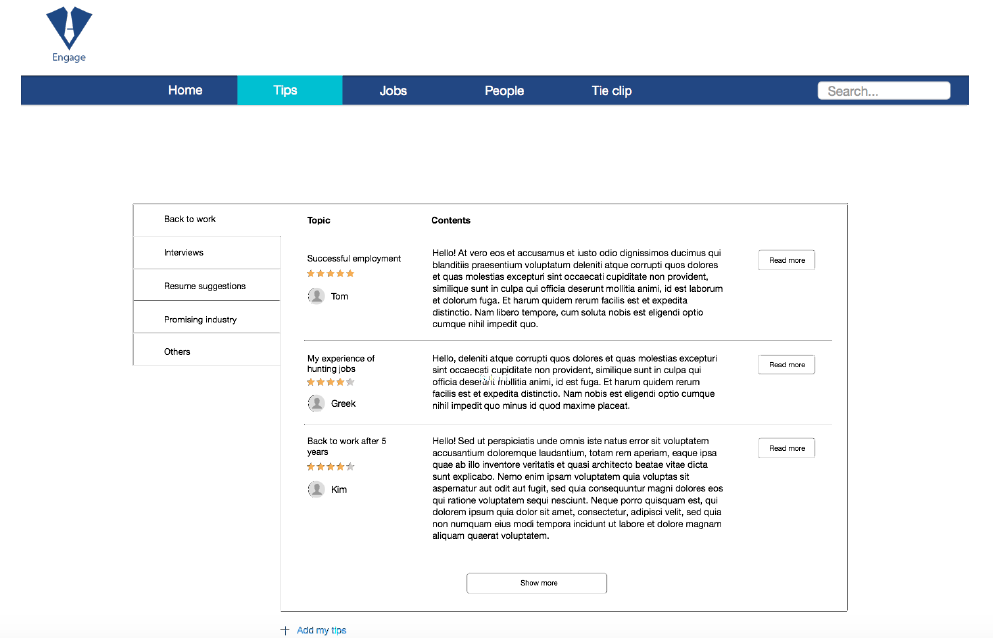 Engage
Home Tips Jobs People Tie clip Search...
Back to work
Interviews
Resume suggestions
Promising industry
Others
Topic Contents
Successful employment
Tom
Hello! At vero eos et accusamus et iusto odio dignissimos ducimus qui
blanditiis praesentium voluptatum deleniti atque corrupti quos dolores
et quas molestias excepturi sint occaecati cupiditate non provident,
similique sunt in culpa qui officia deserunt mollitia animi, id est laborum
et dolorum fuga. Et harum quidem rerum facilis est et expedita
distinctio. Nam libero tempore, cum soluta nobis est eligendi optio
cumque nihil impedit quo.
Read more
My experience of
hunting jobs
Greek
Hello, deleniti atque corrupti quos dolores et quas molestias excepturi
sint occaecati cupiditate non provident, similique sunt in culpa qui
officia deserunt mollitia animi, id est fuga. Et harum quidem rerum
facilis est et expedita distinctio. Nam nobis est eligendi optio cumque
nihil impedit quo minus id quod maxime placeat.
Read more
Back to work after 5
years
Kim
Hello! Sed ut perspiciatis unde omnis iste natus error sit voluptatem
accusantium doloremque laudantium, totam rem aperiam, eaque ipsa
quae ab illo inventore veritatis et quasi architecto beatae vitae dicta
sunt explicabo. Nemo enim ipsam voluptatem quia voluptas sit
aspernatur aut odit aut fugit, sed quia consequuntur magni dolores eos
qui ratione voluptatem sequi nesciunt. Neque porro quisquam est, qui
dolorem ipsum quia dolor sit amet, consectetur, adipisci velit, sed quia
non numquam eius modi tempora incidunt ut labore et dolore magnam
aliquam quaerat voluptatem.
Read more
Show more
Add my tips